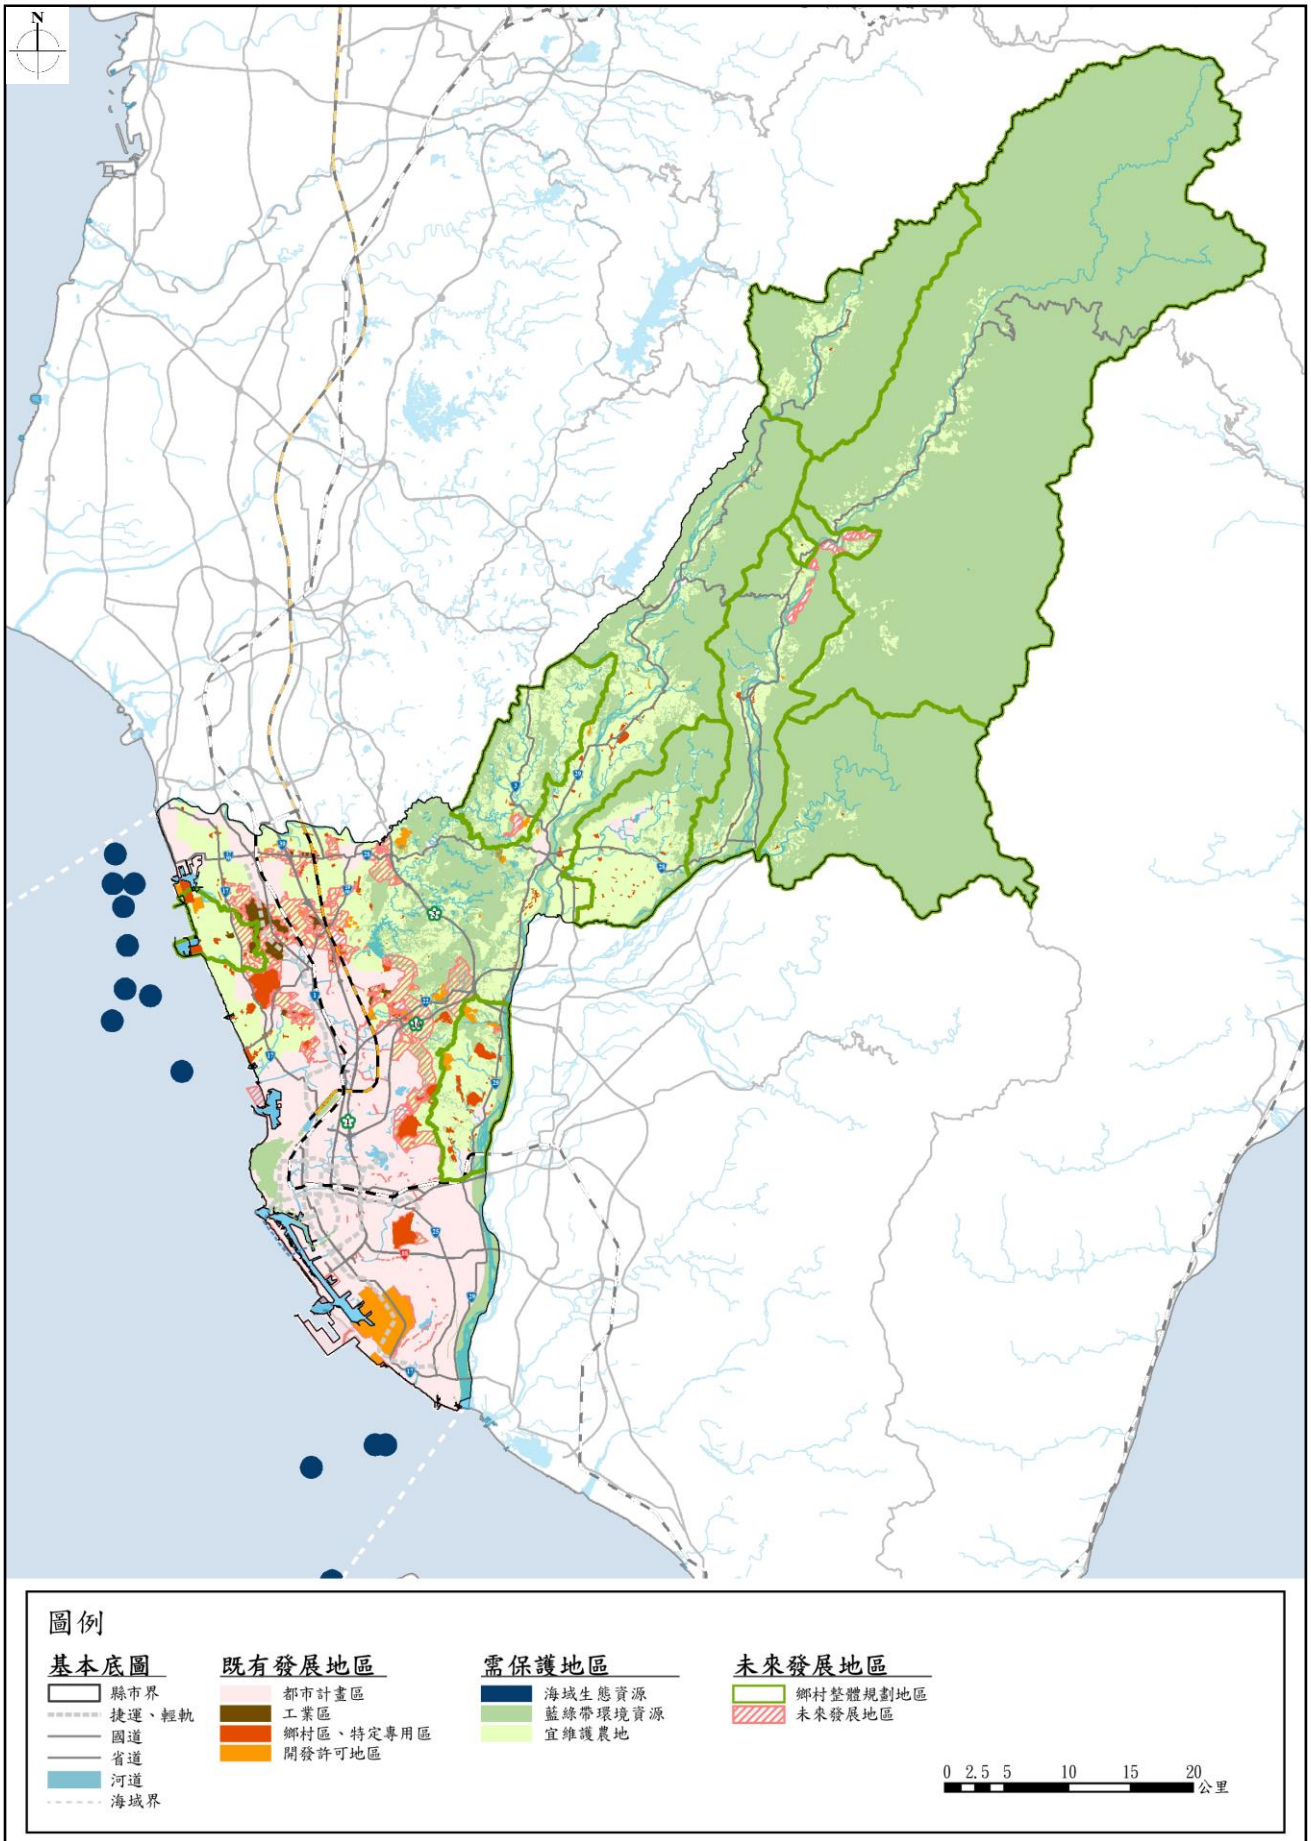 N
圖例
基本底圖
縣市界
捷運、輕軌
國道
省道
河道
海域界
既有發展地區
都市計畫區
工業區
鄉村區、特定專用區
開發許可地區
需保護地區
海域生態資源
藍綠帶環境資源
宜維護農地
未來發展地區
鄉村整體規劃地區
未來發展地區
0 2.5 5 10 15 20
公里